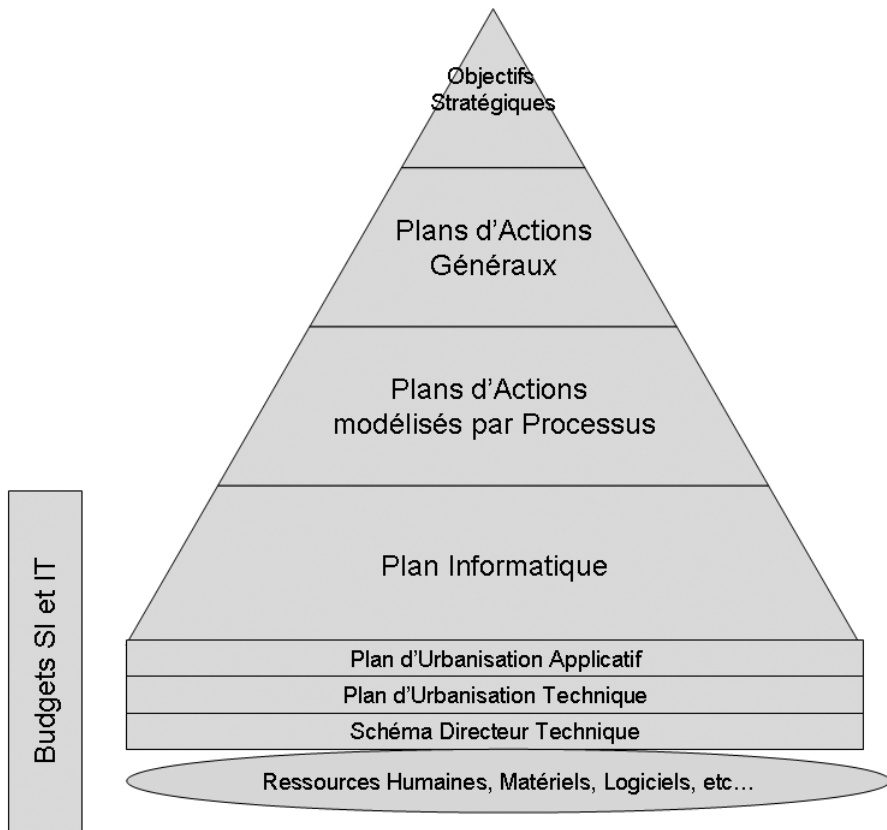 Objectifs
Stratégiques
Plans d’Actions
Généraux
Plans d’Actions
modélisés par Processus
Plan Informatique
Budgets SI et IT
Plan d’Urbanisation Applicatif
Plan d’Urbanisation Technique
Schéma Directeur Technique
Ressources Humaines, Matériels, Logiciels, etc…